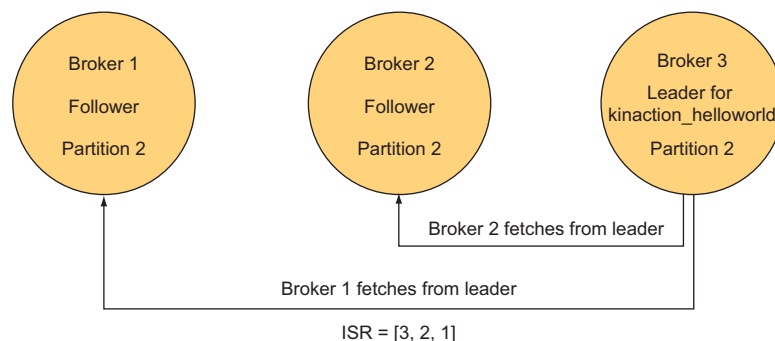 Broker 1
Follower
Partition 2
Broker 2
Follower
Partition 2
Broker 3
Leader for
kinaction_helloworld
Partition 2
Broker 2 fetches from leader
Broker 1 fetches from leader
ISR = [3, 2, 1]